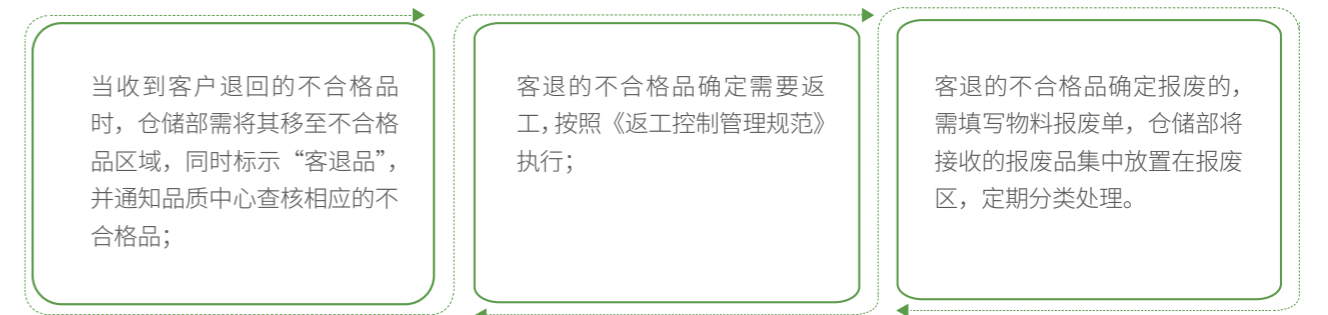 当收到客户退回的不合格品
时，仓储部需将其移至不合格
品区域，同时标示“客退品”，
并通知品质中心查核相应的不
合格品；
客退的不合格品确定需要返
工，按照《返工控制管理规范》
执行；
客退的不合格品确定报废的，
需填写物料报废单，仓储部将
接收的报废品集中放置在报废
区，定期分类处理。